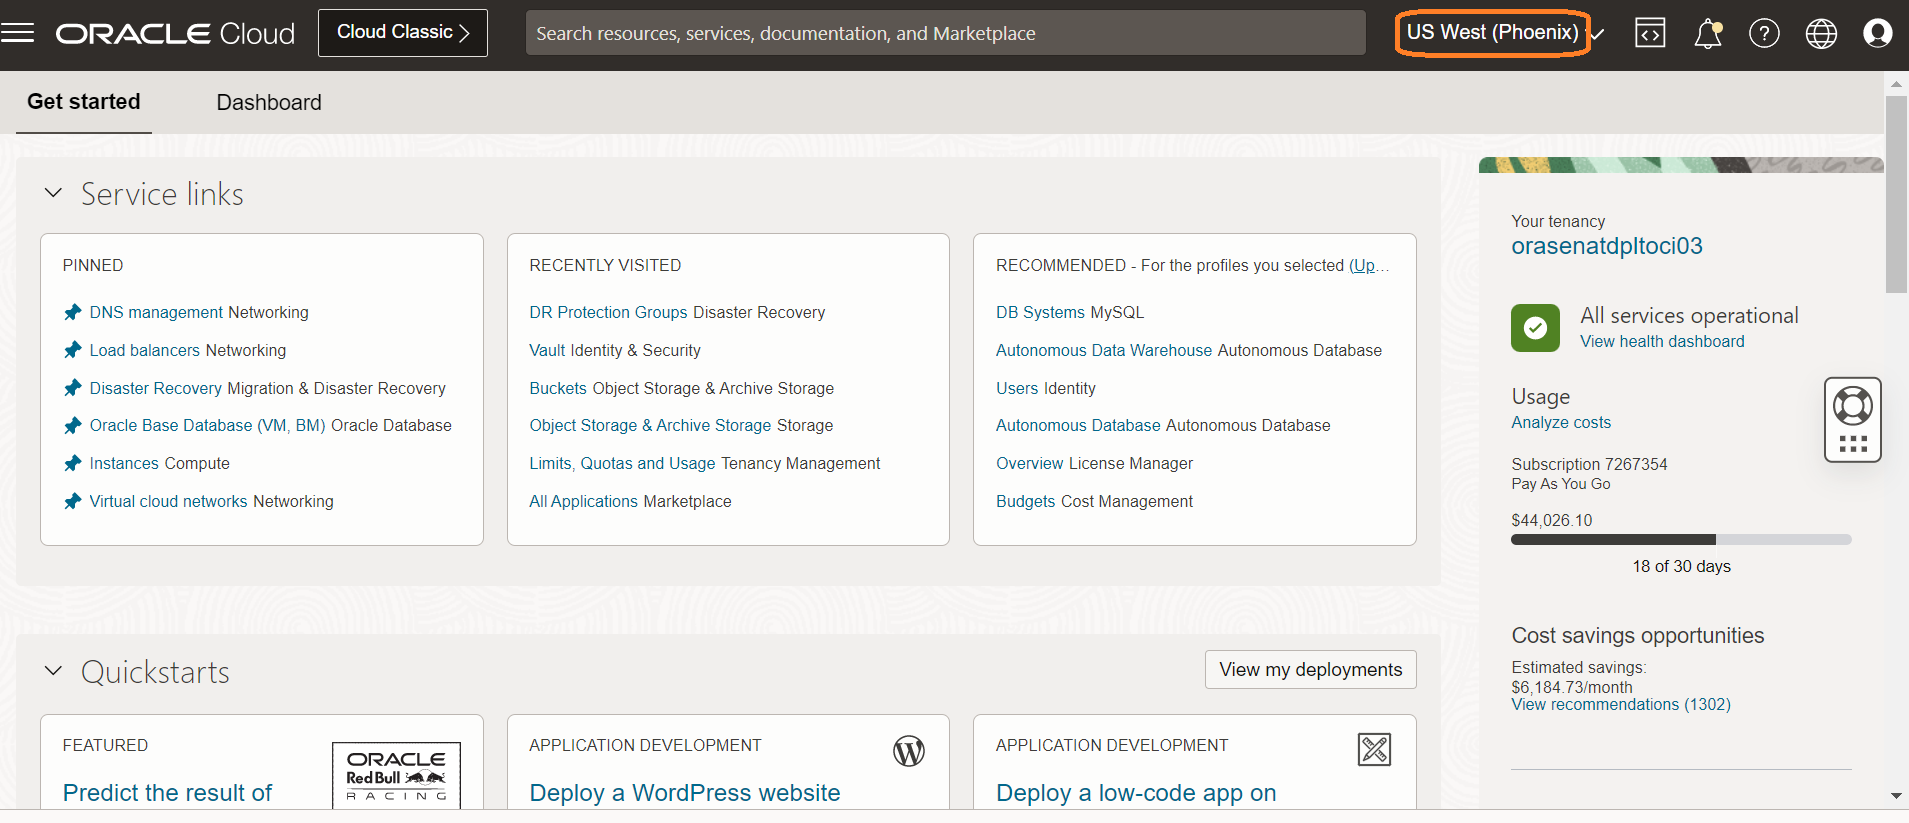 ORACLE Cloud
Cloud Classic
Search resources, services, documentation, and Marketplace
US West (Phoenix)
Get started
Dashboard
Service links
PINNED
DNS management Networking
Load balancers Networking
Disaster Recovery Migration & Disaster Recovery
Oracle Base Database (VM, BM) Oracle Database
Instances Compute
Virtual cloud networks Networking
RECENTLY VISITED
DR Protection Groups Disaster Recovery
Vault Identity & Security
Buckets Object Storage & Archive Storage
Object Storage & Archive Storage Storage
Limits, Quotas and Usage Tenancy Management
All Applications Marketplace
RECOMMENDED - For the profiles you selected (Up...
DB Systems MySQL
Autonomous Data Warehouse Autonomous Database
Users Identity
Autonomous Database Autonomous Database
Overview License Manager
Budgets Cost Management
Your tenancy
orasenatdpltoci03
All services operational
View health dashboard
Usage
Analyze costs
Subscription 7267354
Pay As You Go
$44,026.10
18 of 30 days
Cost savings opportunities
Estimated savings:
$6,184.73/month
View recommendations (1302)
Quickstarts
View my deployments
FEATURED
Predict the result of
ORACLE
Red Bull
RACING
APPLICATION DEVELOPMENT
Deploy a WordPress website
APPLICATION DEVELOPMENT
Deploy a low-code app on